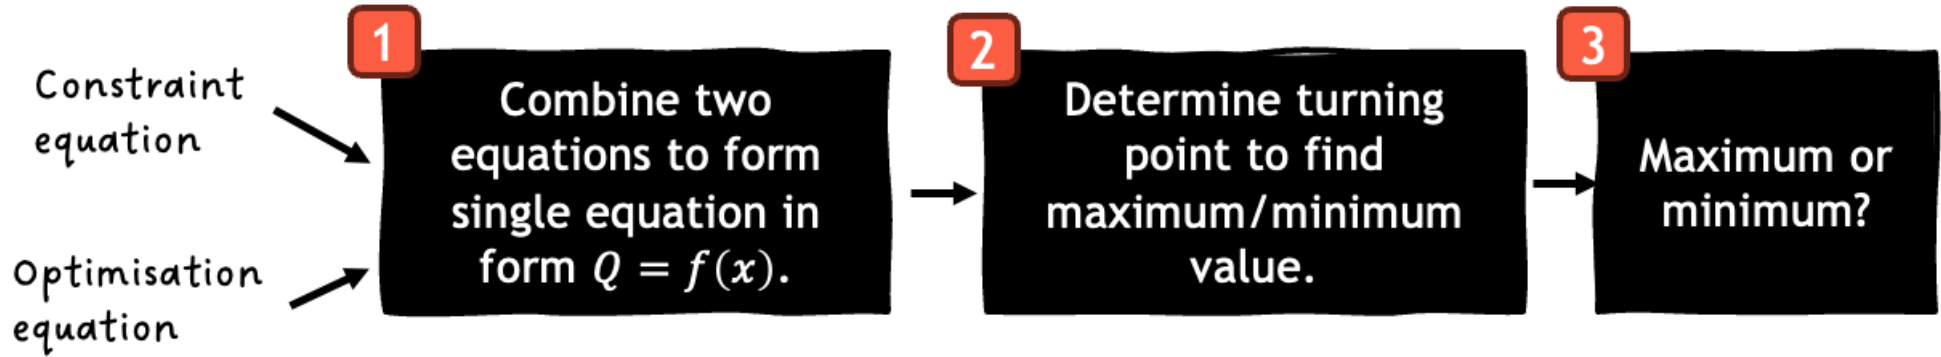 Constraint
equation
Optimisation
equation
1
Combine two
equations to form
single equation in
form Q = f(x).
2
Determine turning
point to find
maximum/minimum
value.
3
Maximum or
minimum?